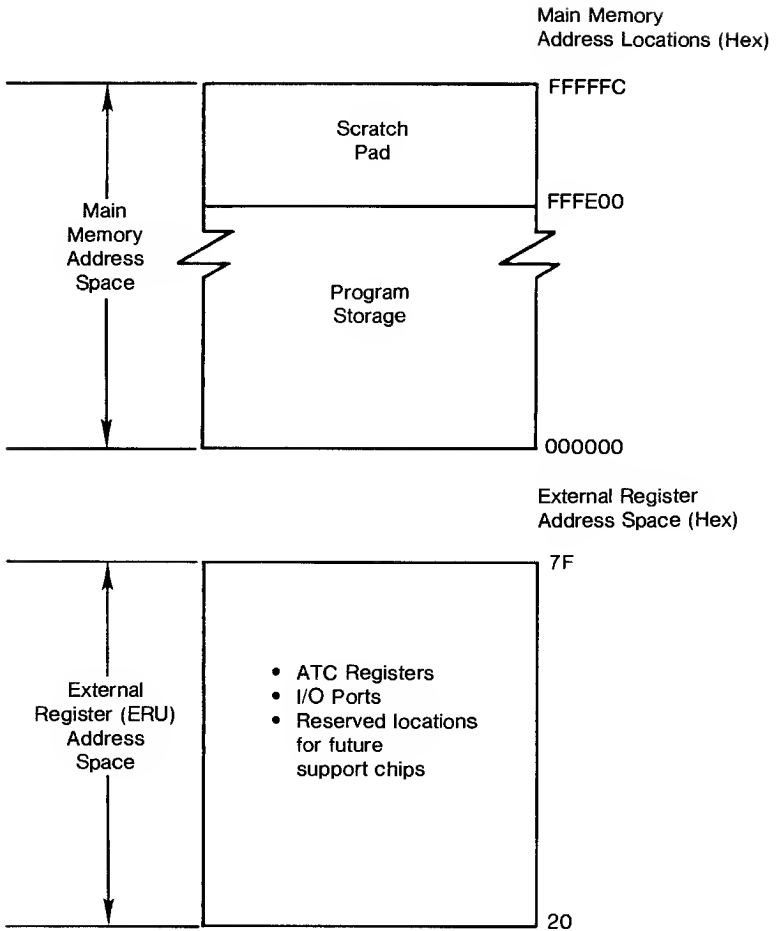 Main Memory
Address Locations (Hex)
FFFFFC
Scratch
Pad
FFFE00
Main
Memory
Address
Space
Program
Storage
000000
External Register
Address Space (Hex)
7F
• ATC Registers
• I/O Ports
• Reserved locations
for future
support chips
External
Register (ERU)
Address
Space
20